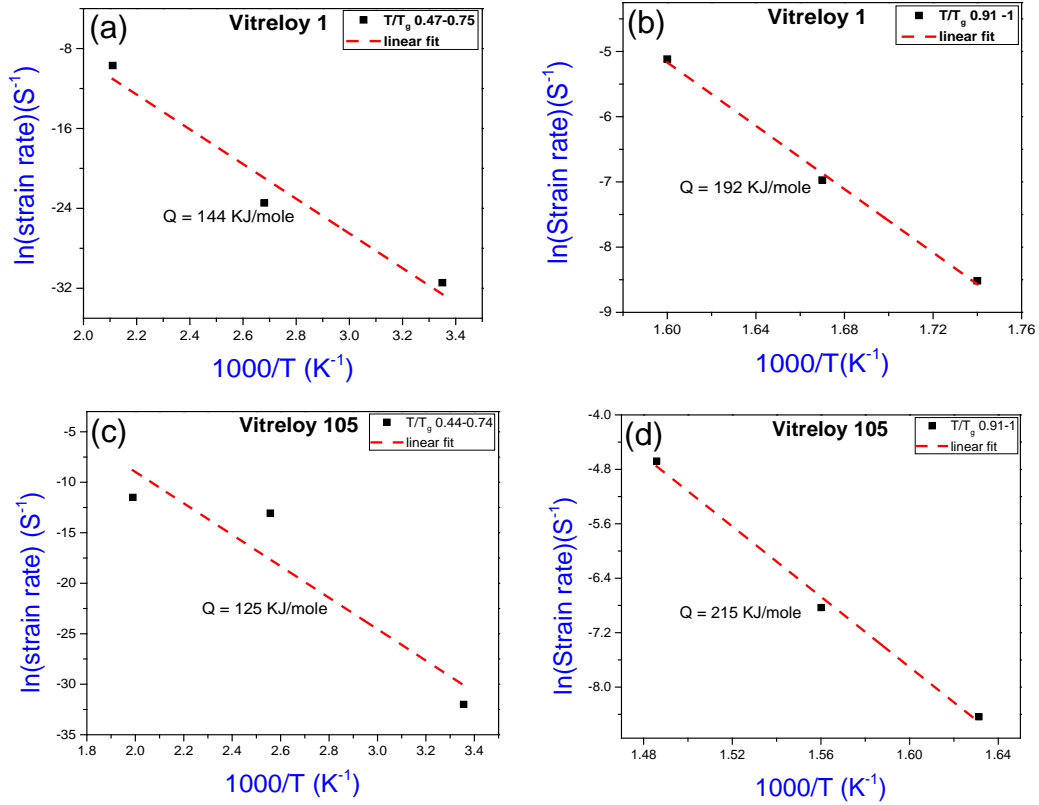 (a)
Vitreloy 1
T/Tg 0.47-0.75
linear fit
-8
-16
-24
-32
ln(strain rate)(S⁻¹)
Q = 144 KJ/mole
2.0 2.2 2.4 2.6 2.8 3.0 3.2 3.4
1000/T (K⁻¹)
(b)
Vitreloy 1
T/Tg 0.91 -1
linear fit
-5
-6
-7
-8
-9
ln(Strain rate)(S⁻¹)
Q = 192 KJ/mole
1.60 1.64 1.68 1.72 1.76
1000/T(K⁻¹)
(c)
Vitreloy 105
T/Tg 0.44-0.74
linear fit
-5
-10
-15
-20
-25
-30
-35
ln(strain rate) (S⁻¹)
Q = 125 KJ/mole
1.8 2.0 2.2 2.4 2.6 2.8 3.0 3.2 3.4
1000/T (K⁻¹)
(d)
Vitreloy 105
T/Tg 0.91-1
linear fit
-4.0
-4.8
-5.6
-6.4
-7.2
-8.0
ln(Strain rate)(S⁻¹)
Q = 215 KJ/mole
1.48 1.52 1.56 1.60 1.64
1000/T (K⁻¹)